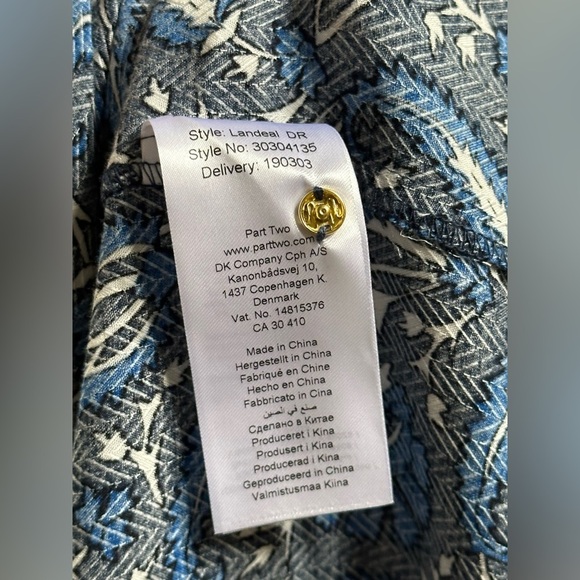 Style: Landeal DR
Style No: 30304135
Delivery: 190303
Part Two
www.parttwo.com
DK Company Cph A/S
Kanonbådsvej 10,
1437 Copenhagen K.
Denmark
Vat. No. 14815376
CA 30 410
Made in China
Hergestellt in China
Fabriqué en Chine
Hecho en China
Fabbricato in Cina
صنع في الصين
Сделано в Китае
Produceret i Kina
Produsert i Kina
Producerad i Kina
Geproduceerd in China
Valmistusmaa Kiina